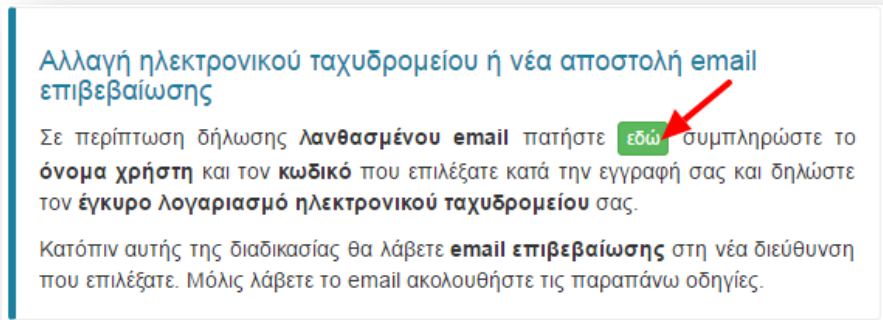 Αλλαγή ηλεκτρονικού ταχυδρομείου ή νέα αποστολή email
επιβεβαίωσης
Σε περίπτωση δήλωσης λανθασμένου email πατήστε εδώ συμπληρώστε το
όνομα χρήστη και τον κωδικό που επιλέξατε κατά την εγγραφή σας και δηλώστε
τον έγκυρο λογαριασμό ηλεκτρονικού ταχυδρομείου σας.
Κατόπιν αυτής της διαδικασίας θα λάβετε email επιβεβαίωσης στη νέα διεύθυνση
που επιλέξατε. Μόλις λάβετε το email ακολουθήστε τις παραπάνω οδηγίες.